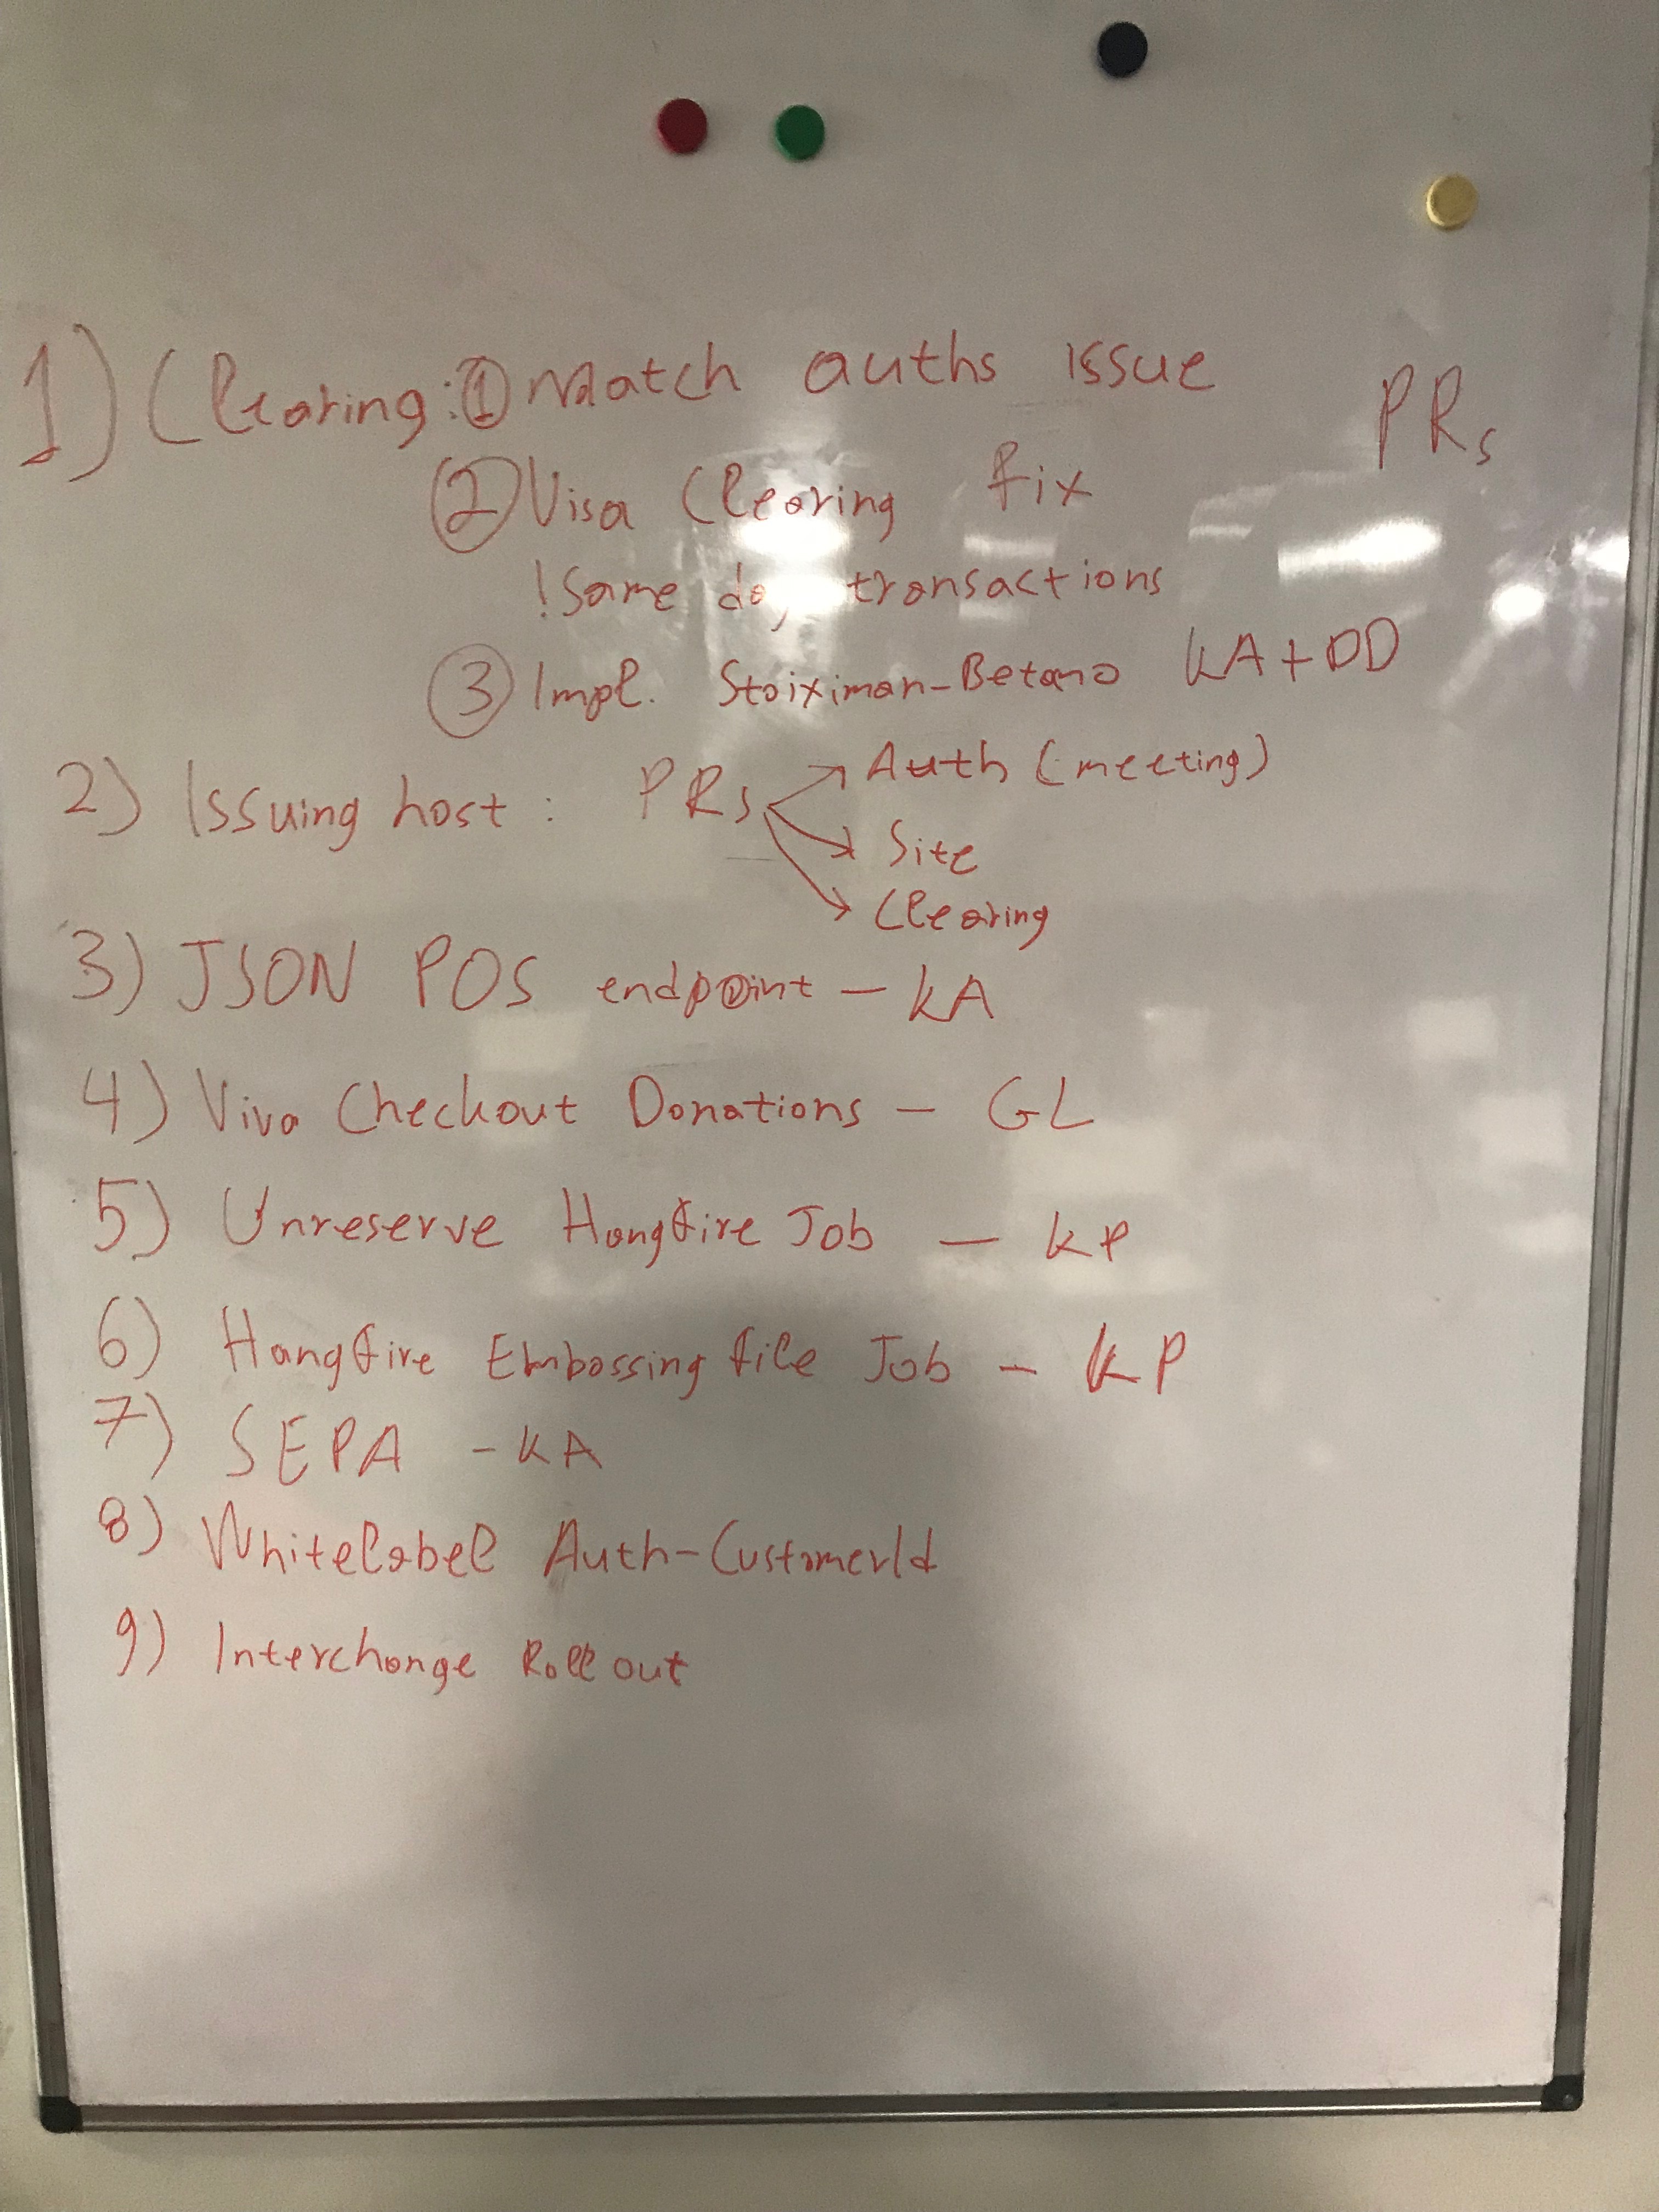 1) Clearing: ① Match auths issue PRs
② Visa Clearing fix
! Same day transactions
③ Impl. Stoiximan-Betano KA+DD
2) Issuing host: PRs → Auth (meeting)
→ Site
→ Clearing
3) JSON POS endpoint - KA
4) Viva Checkout Donations - GL
5) Unreserve Hangfire Job - KP
6) Hangfire Embossing file Job - KP
7) SEPA - KA
8) Whitelabel Auth-CustomerId
9) Interchange Roll out